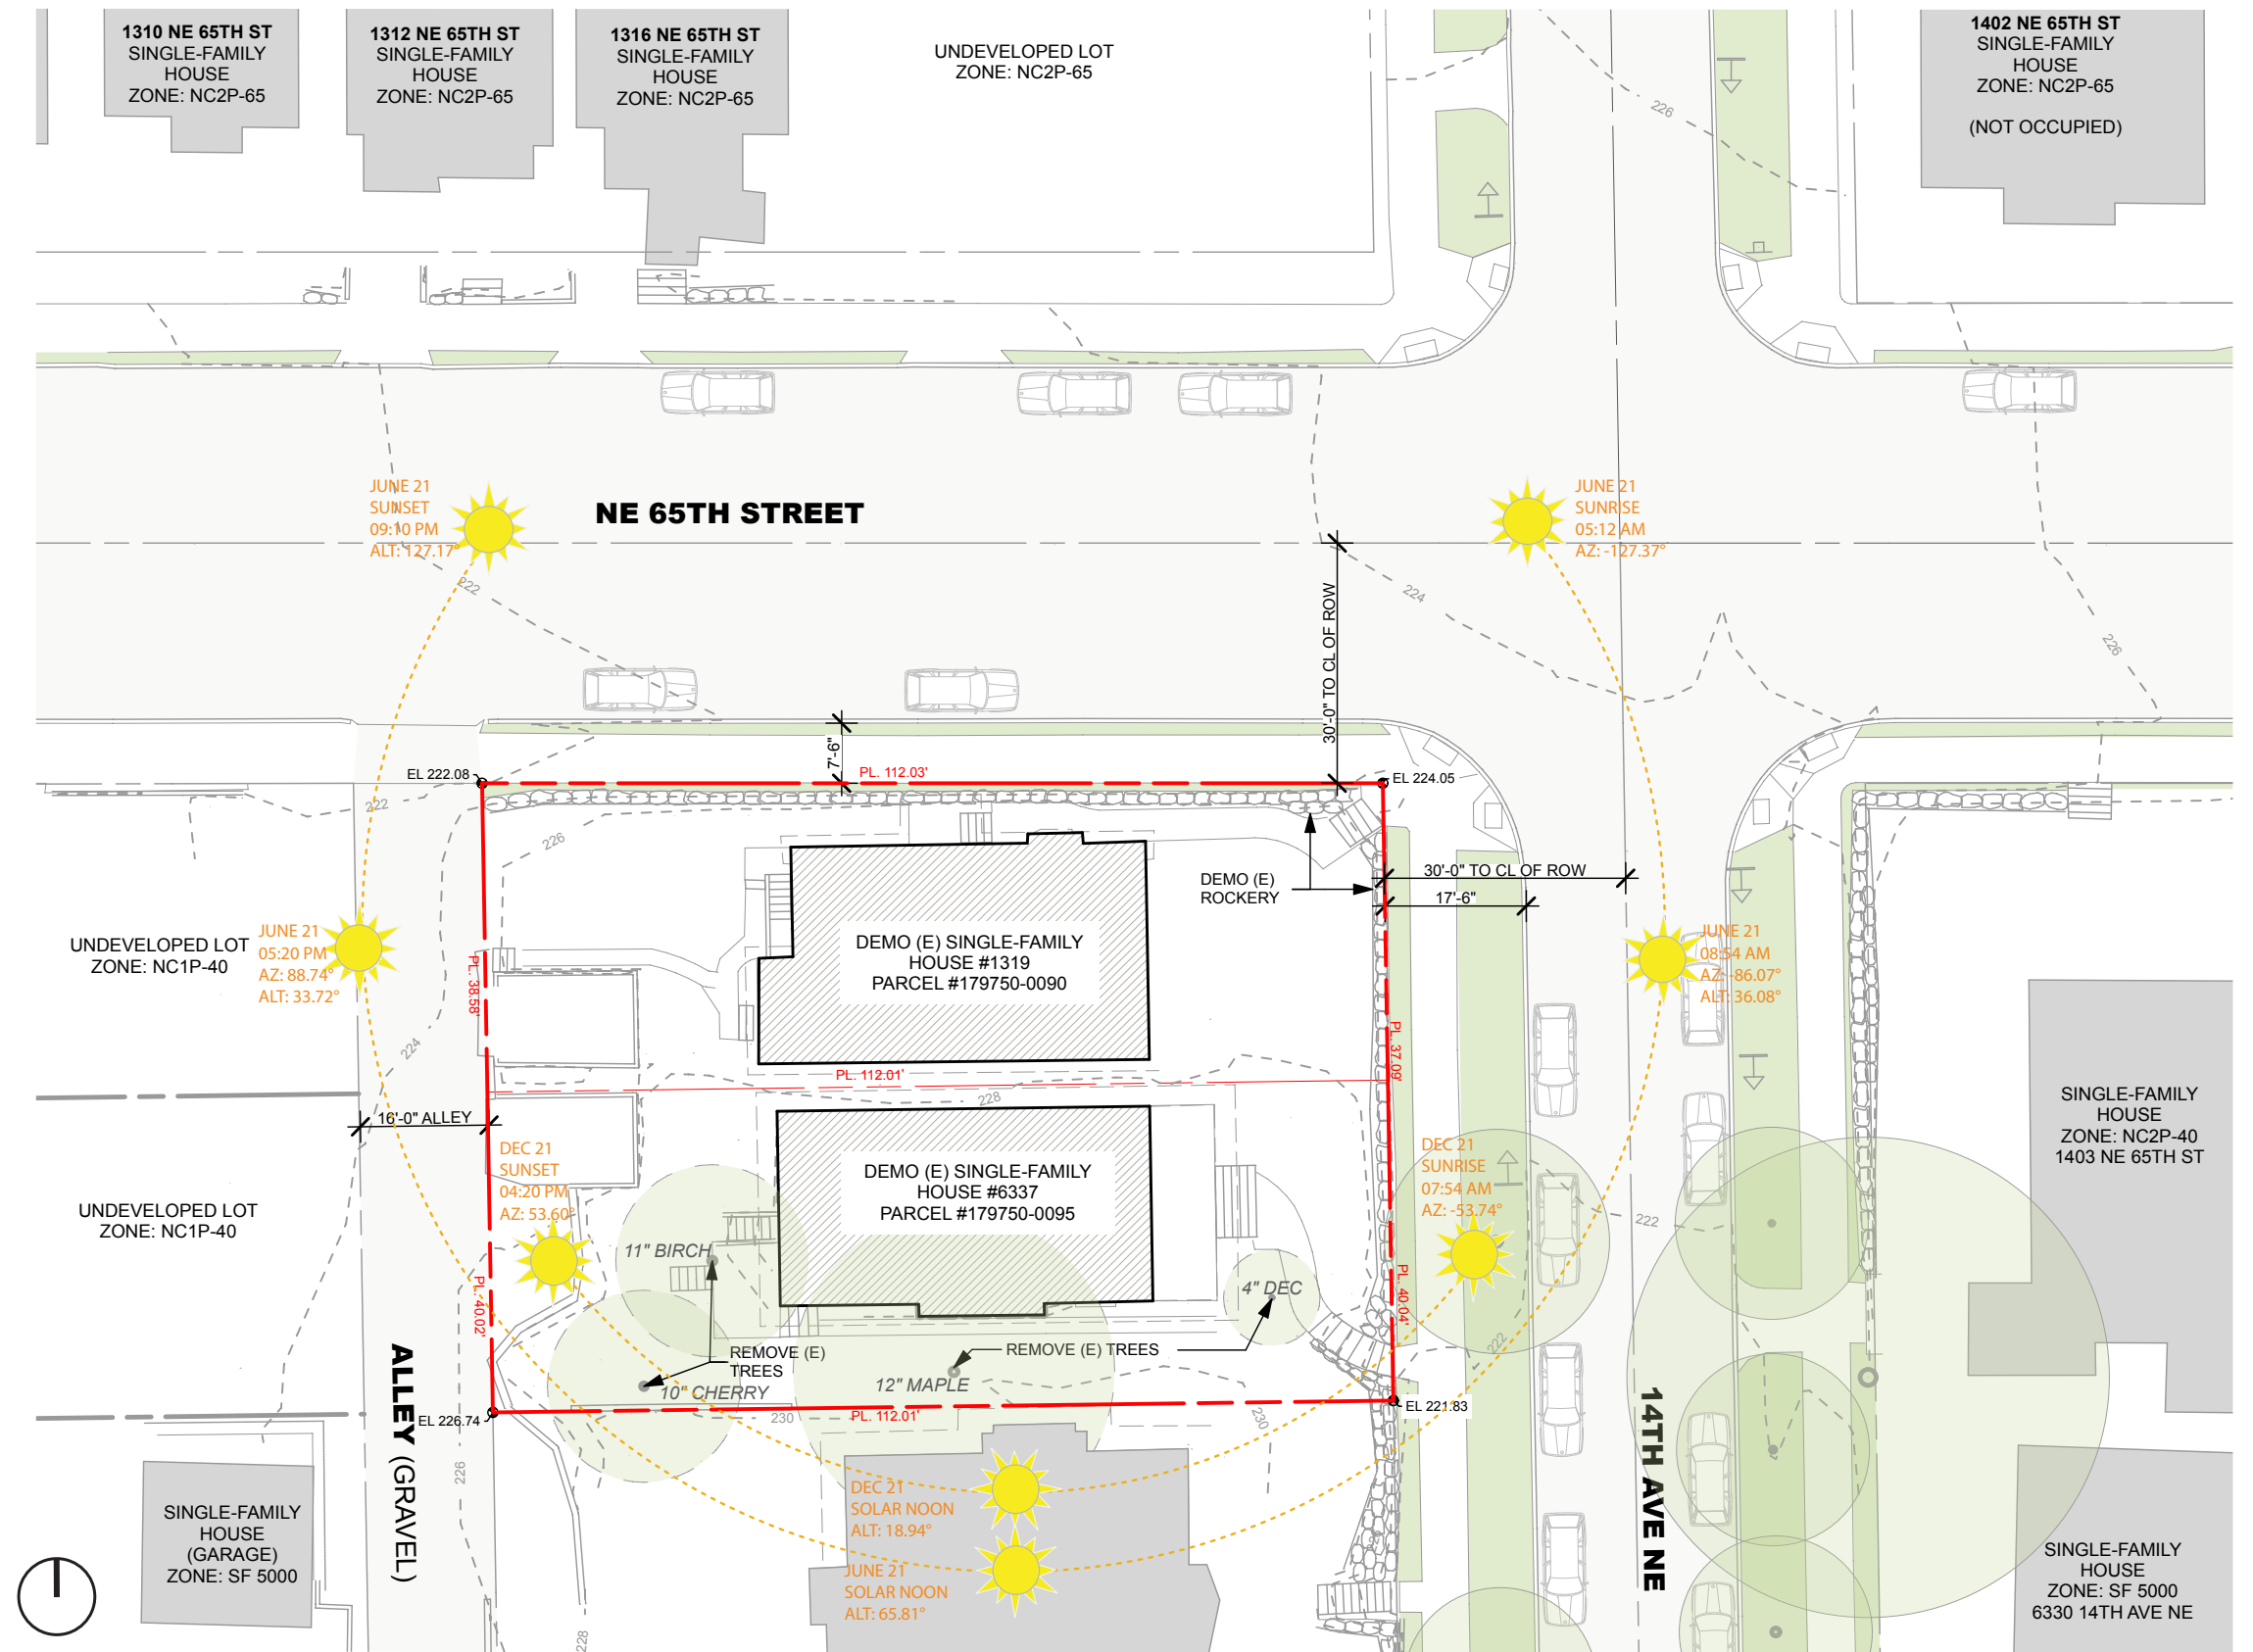 1310 NE 65TH ST
SINGLE-FAMILY
HOUSE
ZONE: NC2P-65
1312 NE 65TH ST
SINGLE-FAMILY
HOUSE
ZONE: NC2P-65
1316 NE 65TH ST
SINGLE-FAMILY
HOUSE
ZONE: NC2P-65
UNDEVELOPED LOT
ZONE: NC2P-65
1402 NE 65TH ST
SINGLE-FAMILY
HOUSE
ZONE: NC2P-65
(NOT OCCUPIED)
226
JUNE 21
SUNSET
09:10 PM
ALT: 127.17°
NE 65TH STREET
JUNE 21
SUNRISE
05:12 AM
AZ: -127.37°
222
224
226
30'-0" TO CL OF ROW
7'-6"
EL 222.08
PL. 112.03'
EL 224.05
222
226
DEMO (E)
ROCKERY
30'-0" TO CL OF ROW
17'-6"
UNDEVELOPED LOT
ZONE: NC1P-40
JUNE 21
05:20 PM
AZ: 88.74°
ALT: 33.72°
PL. 38.58'
DEMO (E) SINGLE-FAMILY
HOUSE #1319
PARCEL #179750-0090
JUNE 21
08:54 AM
AZ: -86.07°
ALT: 36.08°
224
PL. 37.09'
PL. 112.01'
228
16'-0" ALLEY
SINGLE-FAMILY
HOUSE
ZONE: NC2P-40
1403 NE 65TH ST
DEC 21
SUNSET
04:20 PM
AZ: 53.60°
DEMO (E) SINGLE-FAMILY
HOUSE #6337
PARCEL #179750-0095
DEC 21
SUNRISE
07:54 AM
AZ: -53.74°
UNDEVELOPED LOT
ZONE: NC1P-40
222
11" BIRCH
4" DEC
PL. 40.02'
PL. 40.04'
REMOVE (E)
TREES
REMOVE (E) TREES
222
10" CHERRY
12" MAPLE
EL 226.74
230
PL. 112.01'
230
EL 221.83
ALLEY (GRAVEL)
226
14TH AVE NE
DEC 21
SOLAR NOON
ALT: 18.94°
SINGLE-FAMILY
HOUSE
(GARAGE)
ZONE: SF 5000
JUNE 21
SOLAR NOON
ALT: 65.81°
SINGLE-FAMILY
HOUSE
ZONE: SF 5000
6330 14TH AVE NE
228